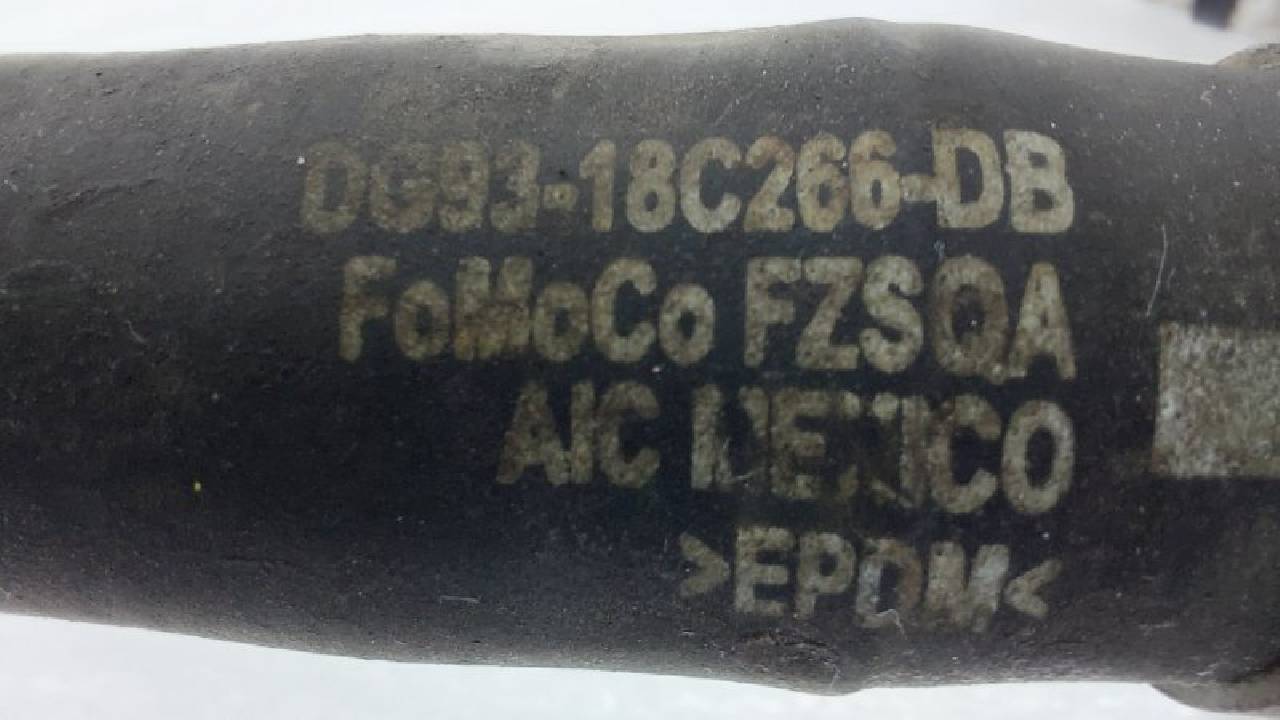 DG93-18C266-DB
FoMoCo FZSQA
AIC MEXICO
>EPDM<